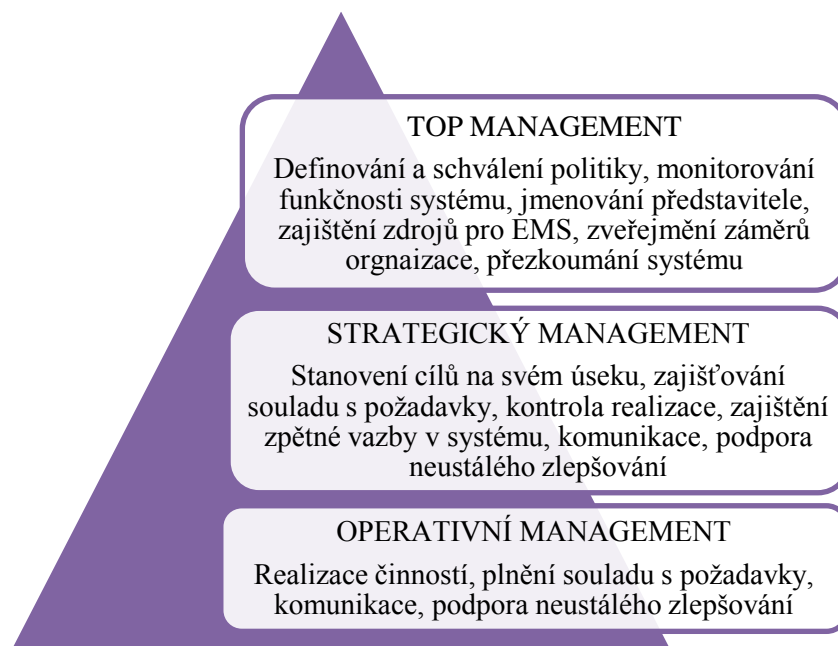 TOP MANAGEMENT
Definování a schválení politiky, monitorování
funkčnosti systému, jmenování představitele,
zajištění zdrojů pro EMS, zveřejmění záměrů
orgnaizace, přezkoumání systému
STRATEGICKÝ MANAGEMENT
Stanovení cílů na svém úseku, zajišťování
souladu s požadavky, kontrola realizace, zajištění
zpětné vazby v systému, komunikace, podpora
neustálého zlepšování
OPERATIVNÍ MANAGEMENT
Realizace činností, plnění souladu s požadavky,
komunikace, podpora neustálého zlepšování